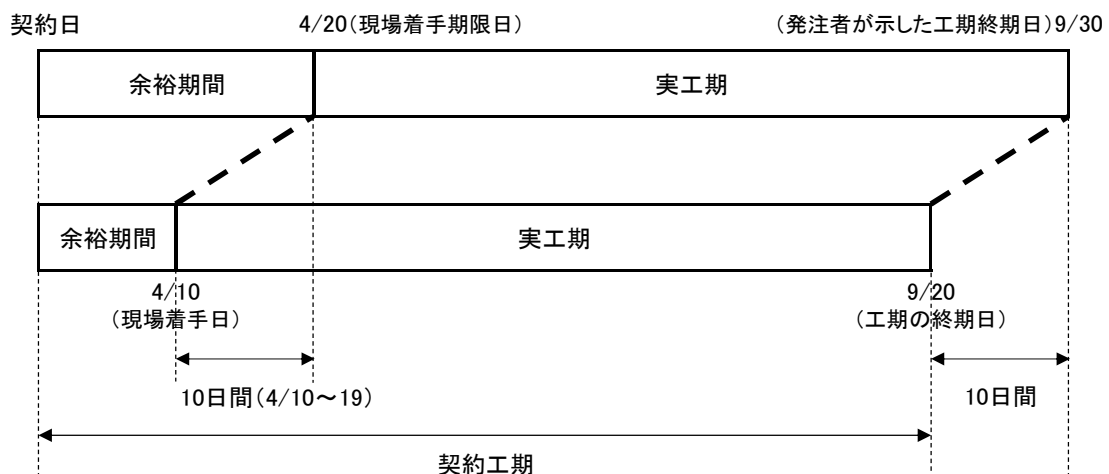 契約日
4/20(現場着手期限日)
(発注者が示した工期終期日)9/30
余裕期間
実工期
余裕期間
実工期
4/10
(現場着手日)
9/20
(工期の終期日)
10日間(4/10～19)
10日間
契約工期